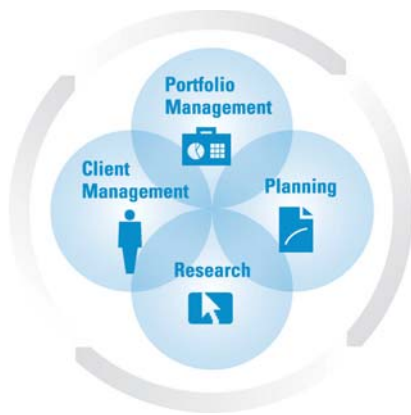 Portfolio
Management
Client
Management
Planning
Research